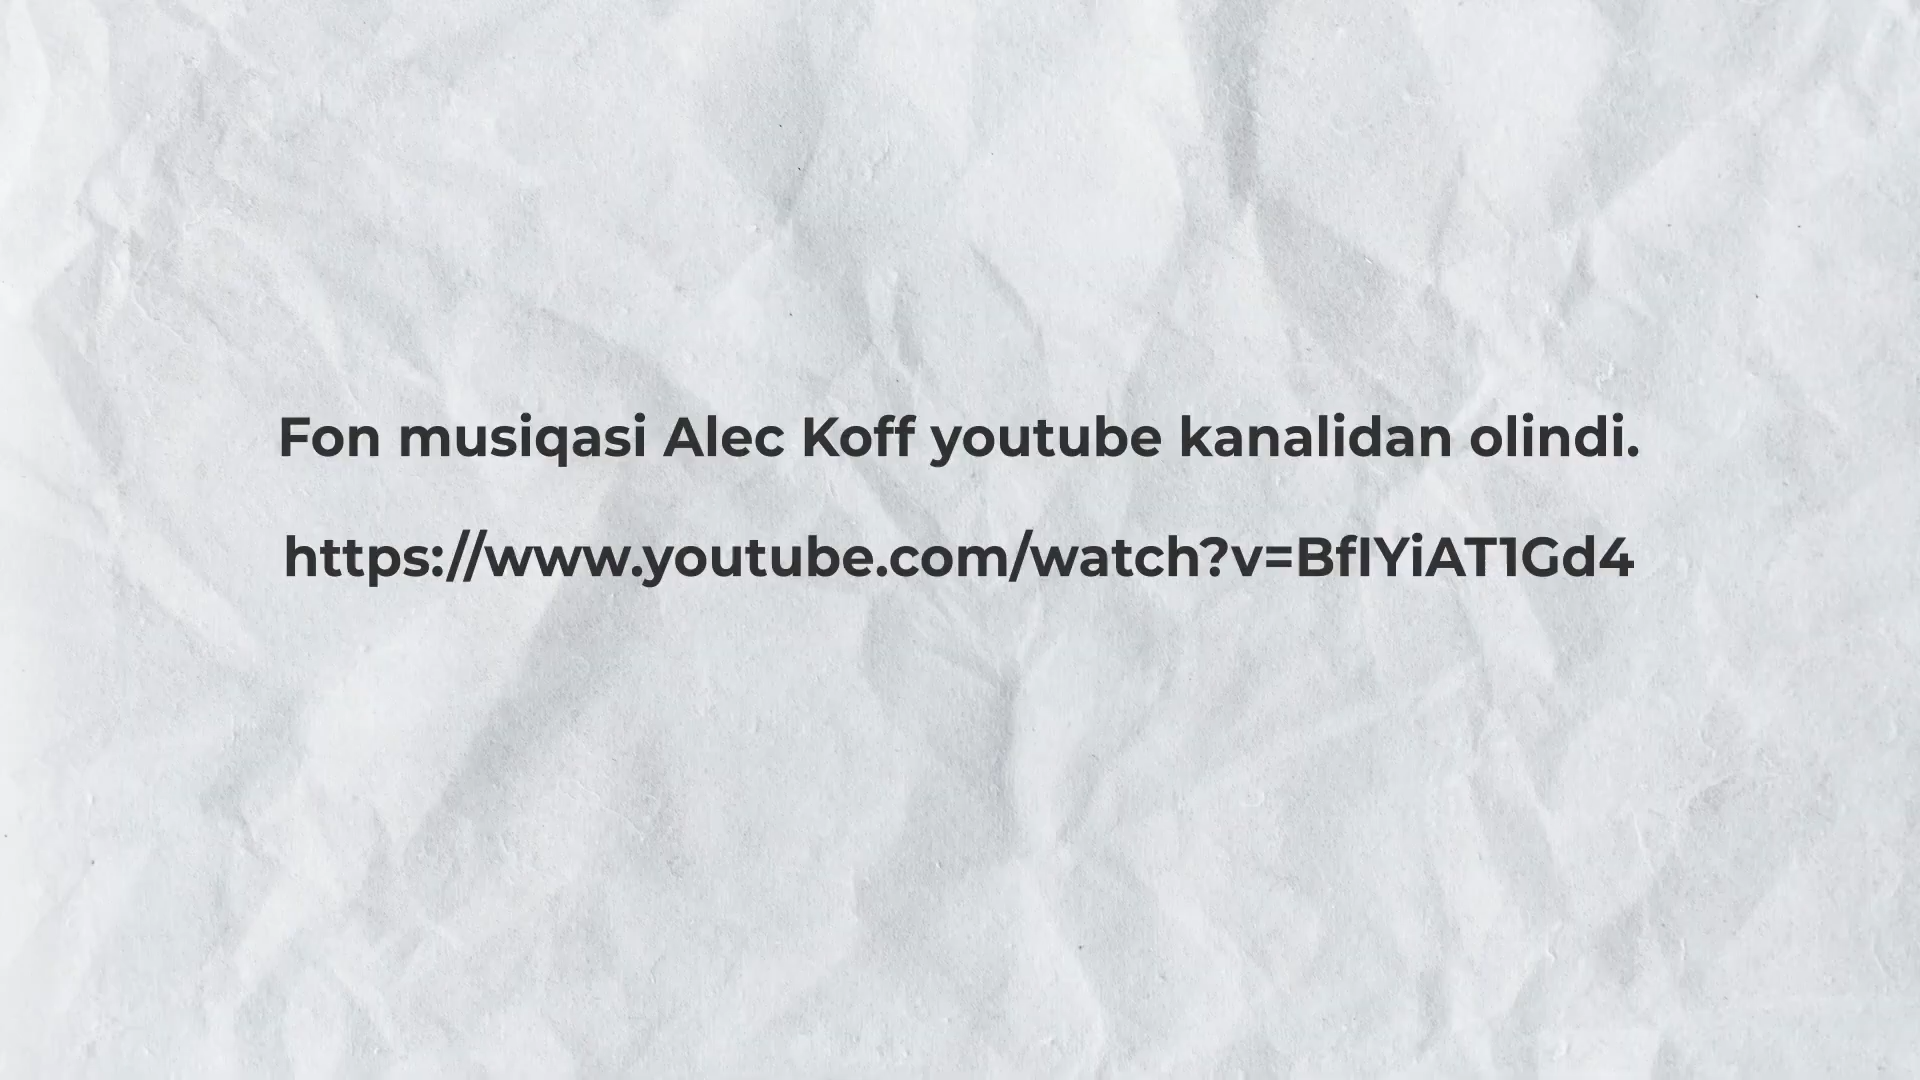 Fon musiqasi Alec Koff youtube kanalidan olindi.
https://www.youtube.com/watch?v=BfIYiAT1Gd4